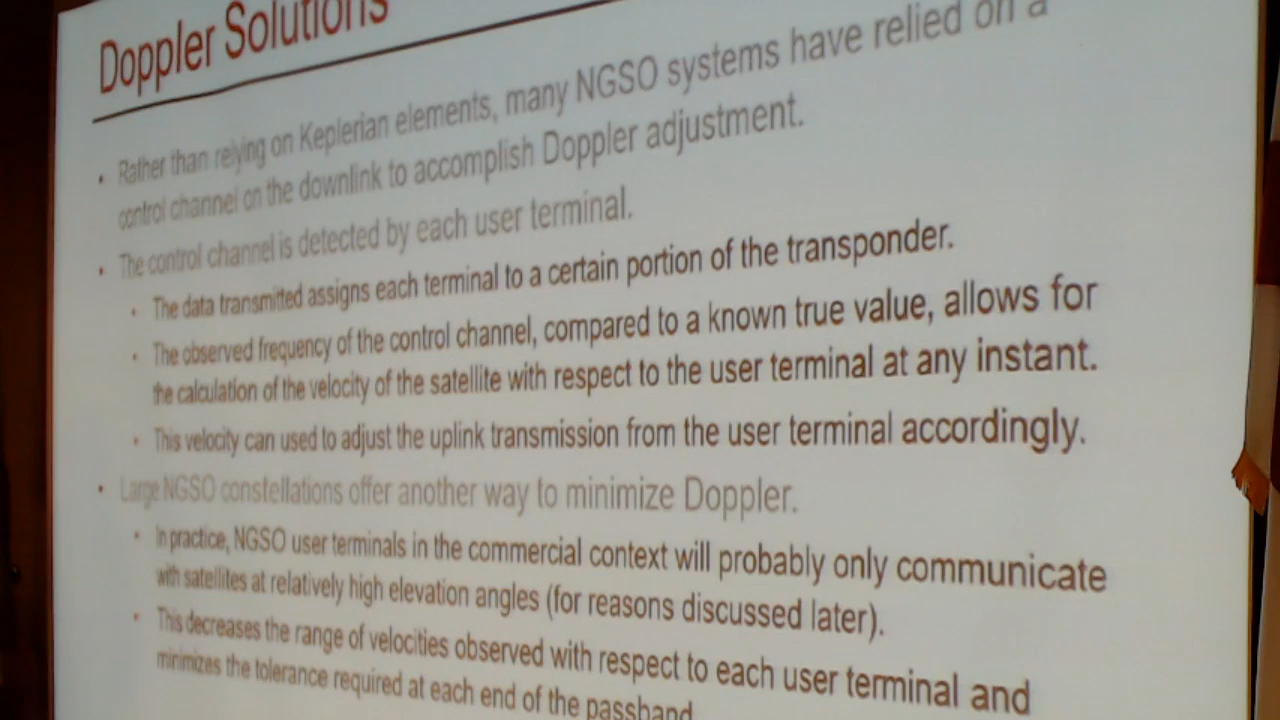 Doppler Solutions
• Rather than relying on Keplerian elements, many NGSO systems have relied on a
control channel on the downlink to accomplish Doppler adjustment.
• The control channel is detected by each user terminal.
• The data transmitted assigns each terminal to a certain portion of the transponder.
• The observed frequency of the control channel, compared to a known true value, allows for
the calculation of the velocity of the satellite with respect to the user terminal at any instant.
• This velocity can used to adjust the uplink transmission from the user terminal accordingly.
• Large NGSO constellations offer another way to minimize Doppler.
• In practice, NGSO user terminals in the commercial context will probably only communicate
with satellites at relatively high elevation angles (for reasons discussed later).
• This decreases the range of velocities observed with respect to each user terminal and
minimizes the tolerance required at each end of the passband